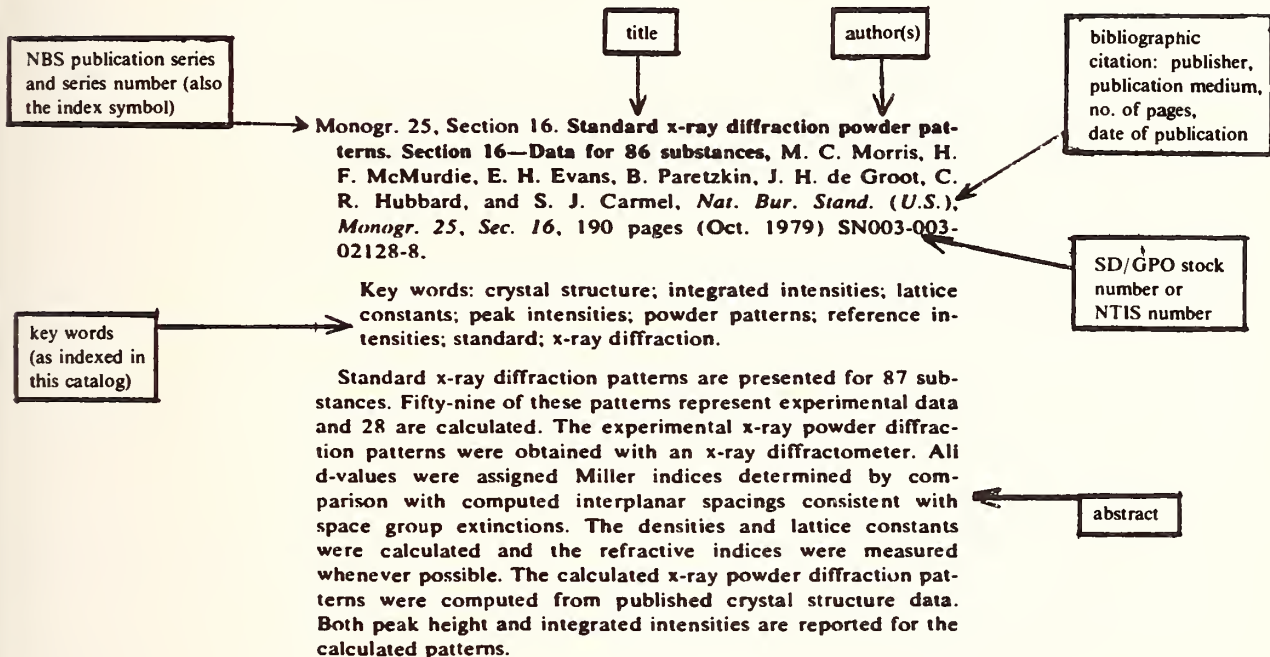 title
author(s)
NBS publication series
and series number (also
the index symbol)
bibliographic
citation: publisher,
publication medium,
no. of pages,
date of publication
Monogr. 25, Section 16. Standard x-ray diffraction powder pat-
terns. Section 16—Data for 86 substances, M. C. Morris, H.
F. McMurdie, E. H. Evans, B. Paretzkin, J. H. de Groot, C.
R. Hubbard, and S. J. Carmel, Nat. Bur. Stand. (U.S.),
Monogr. 25, Sec. 16, 190 pages (Oct. 1979) SN003-003-
02128-8.
SD/GPO stock
number or
NTIS number
key words
(as indexed in
this catalog)
Key words: crystal structure; integrated intensities; lattice
constants; peak intensities; powder patterns; reference in-
tensities; standard; x-ray diffraction.
Standard x-ray diffraction patterns are presented for 87 sub-
stances. Fifty-nine of these patterns represent experimental data
and 28 are calculated. The experimental x-ray powder diffrac-
tion patterns were obtained with an x-ray diffractometer. All
d-values were assigned Miller indices determined by com-
parison with computed interplanar spacings consistent with
space group extinctions. The densities and lattice constants
were calculated and the refractive indices were measured
whenever possible. The calculated x-ray powder diffraction pat-
terns were computed from published crystal structure data.
Both peak height and integrated intensities are reported for the
calculated patterns.
abstract